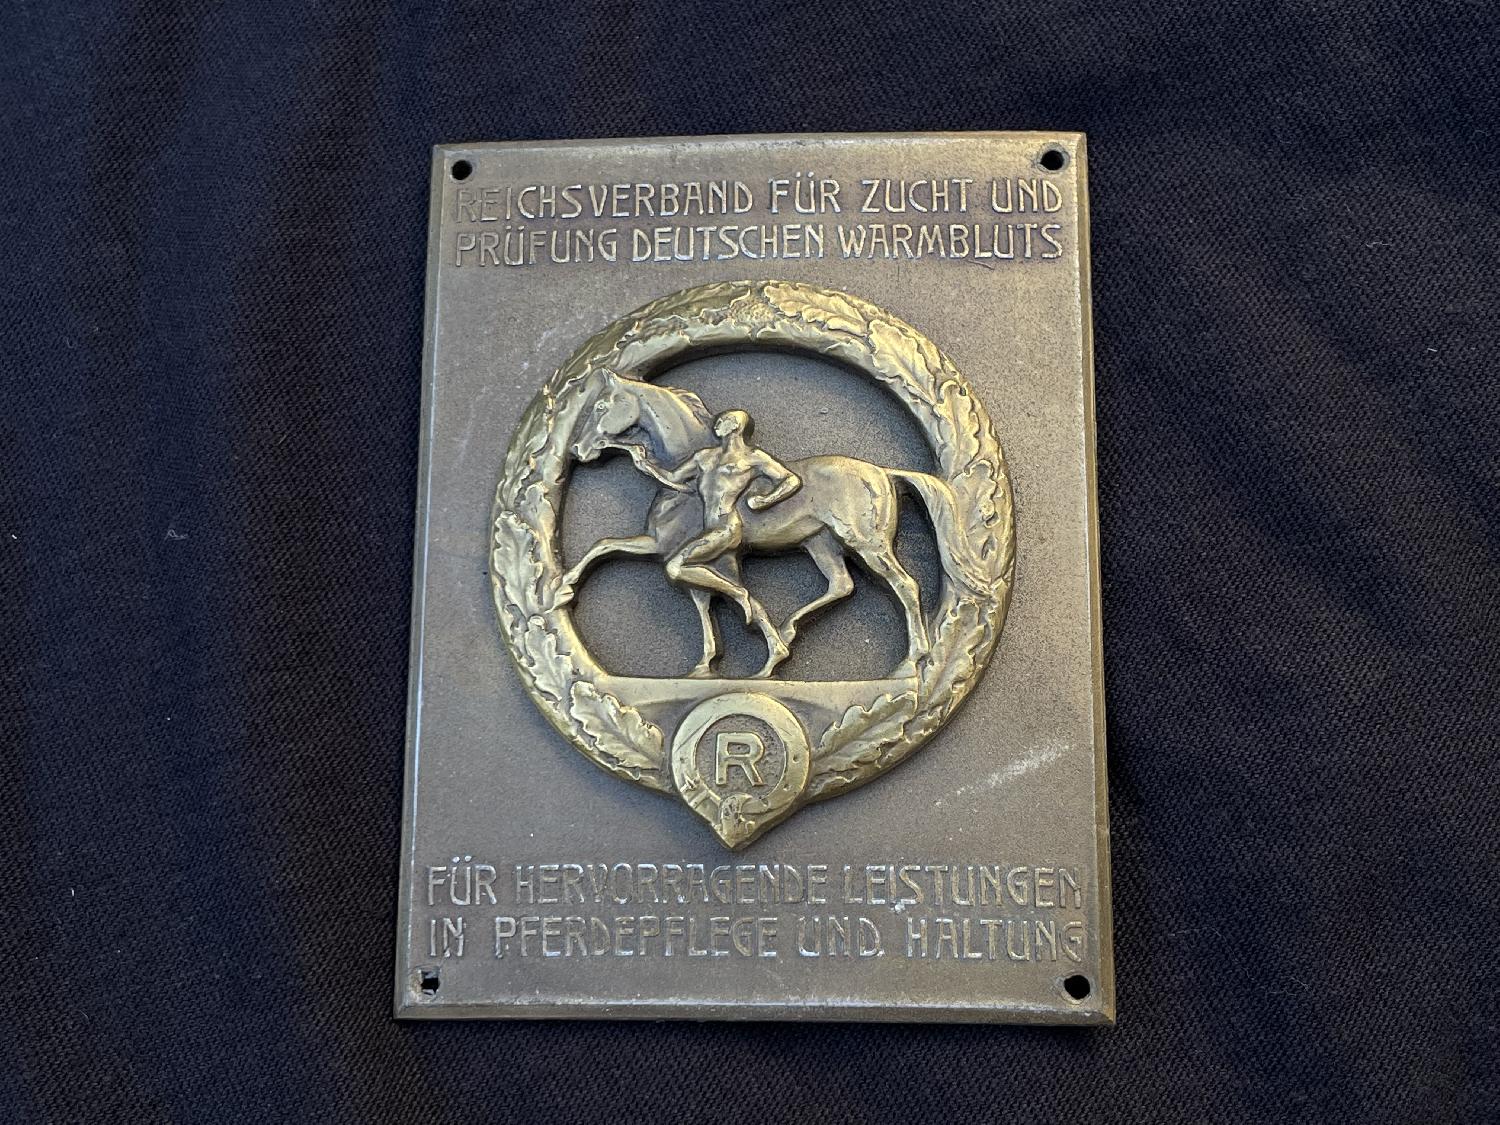 REICHSVERBAND FÜR ZUCHT UND
PRÜFUNG DEUTSCHEN WARMBLUTS
R
FÜR HERVORRAGENDE LEISTUNGEN
IN PFERDEPFLEGE UND HALTUNG